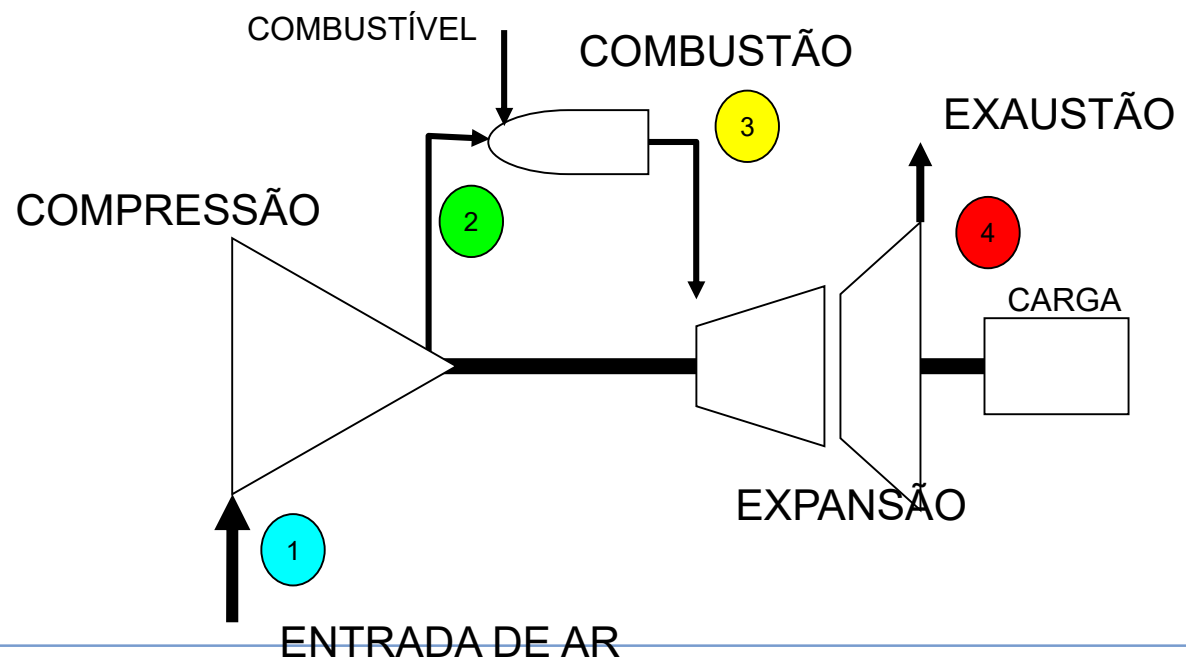 COMBUSTÍVEL
COMBUSTÃO
3
EXAUSTÃO
COMPRESSÃO
2
4
CARGA
EXPANSÃO
1
ENTRADA DE AR